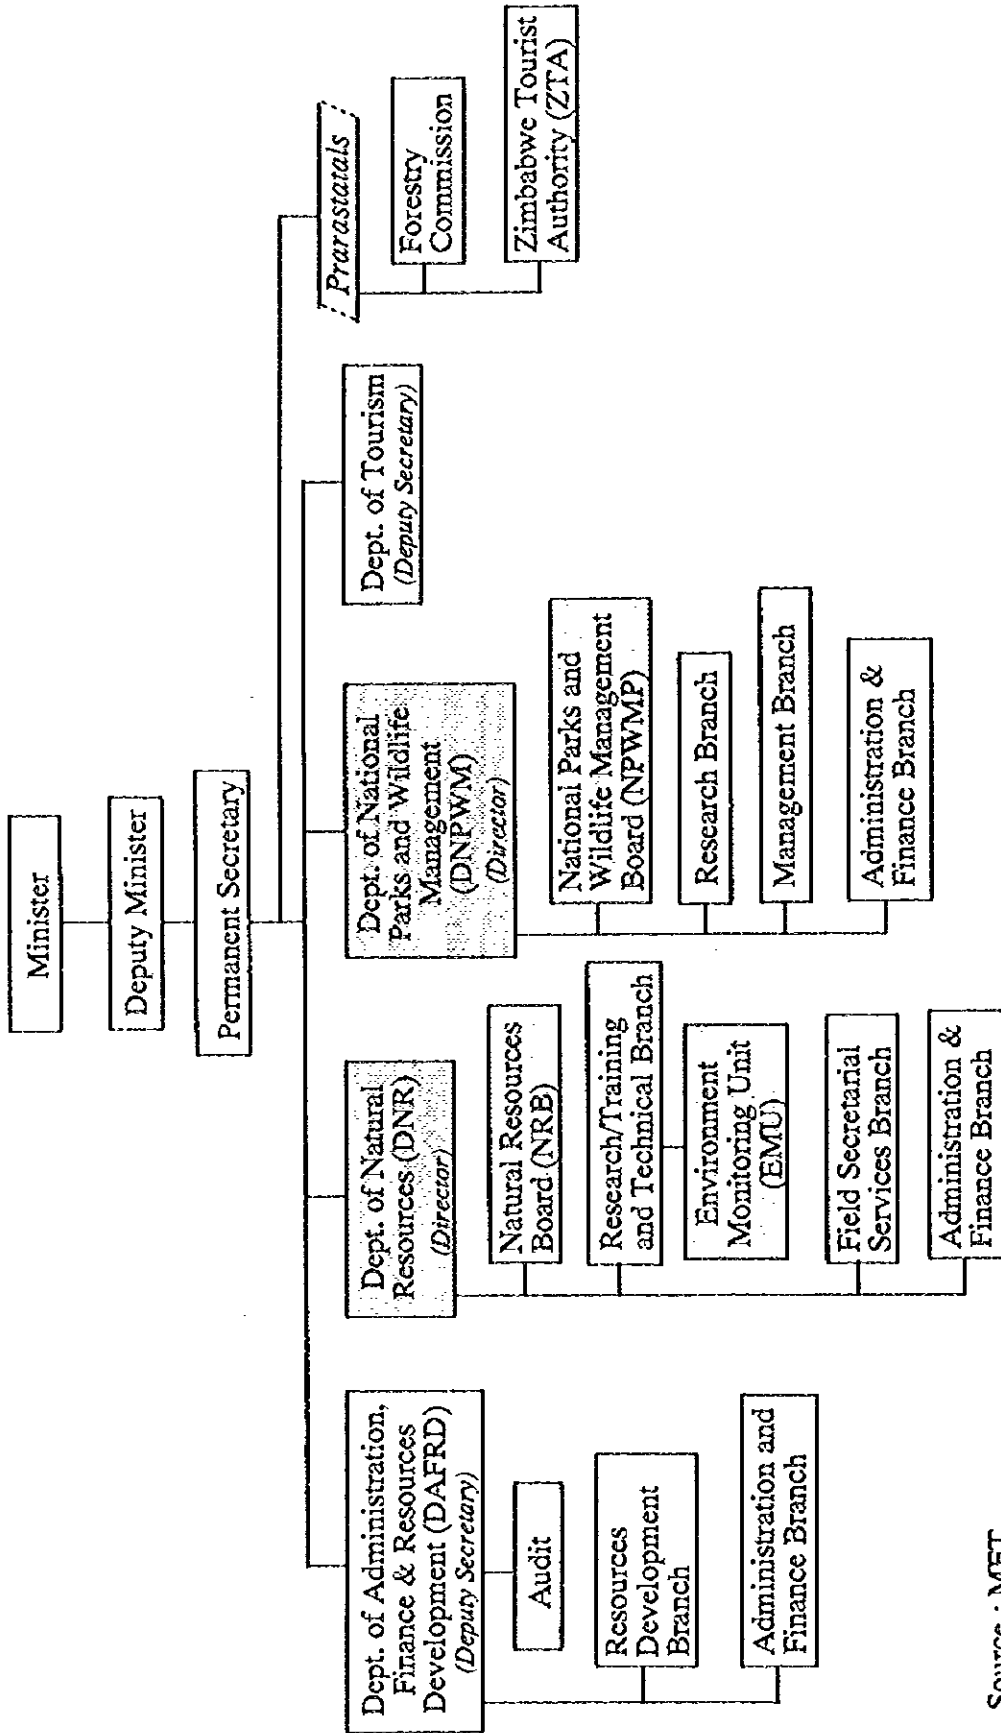 Minister
Deputy Minister
Permanent Secretary
Dept. of Administration,
Finance & Resources
Development (DAFRD)
(Deputy Secretary)
Audit
Resources
Development
Branch
Administration and
Finance Branch
Dept. of Natural
Resources (DNR)
(Director)
Natural Resources
Board (NRB)
Research/Training
and Technical Branch
Environment
Monitoring Unit
(EMU)
Field Secretarial
Services Branch
Administration &
Finance Branch
Dept. of National
Parks and Wildlife
Management
(DNPWM)
(Director)
National Parks and
Wildlife Management
Board (NPWMP)
Research Branch
Management Branch
Administration &
Finance Branch
Dept. of Tourism
(Deputy Secretary)
Prarastatals
Forestry
Commission
Zimbabwe Tourist
Authority (ZTA)
Source : MET